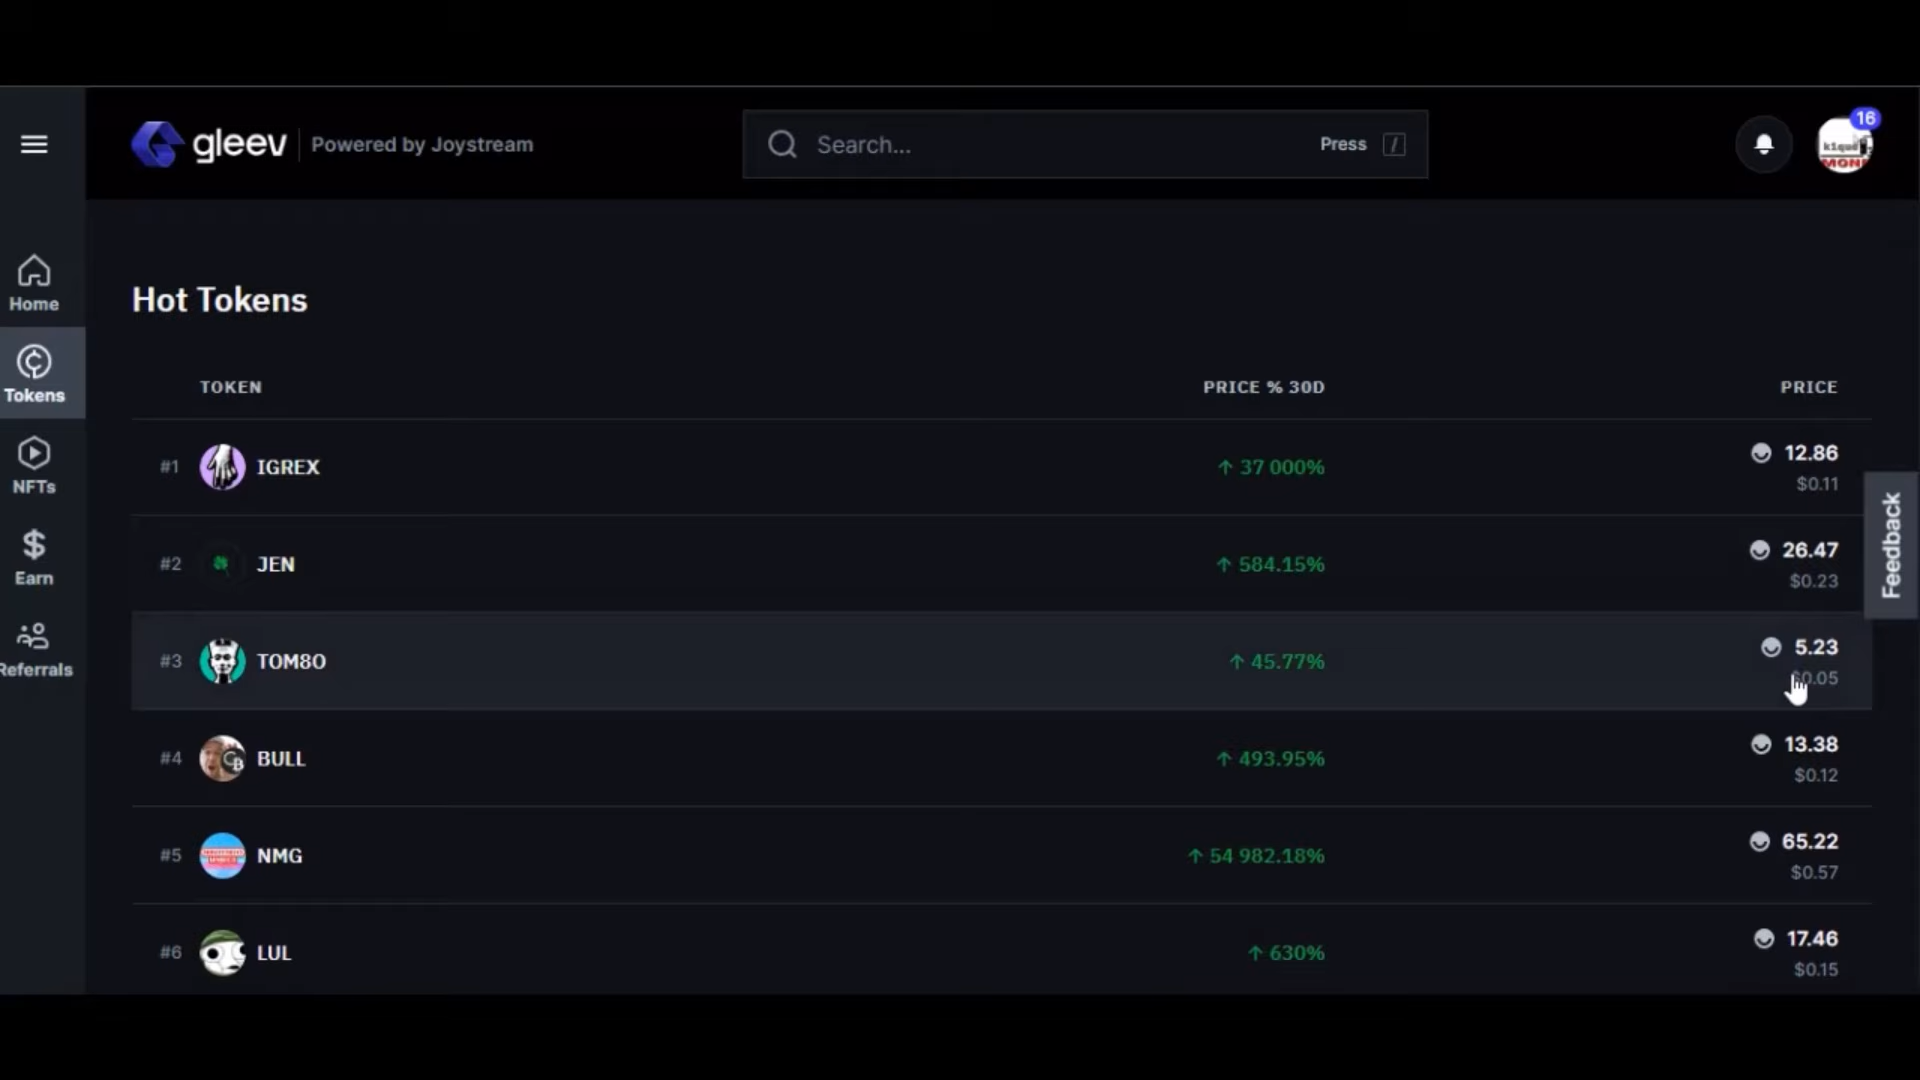 gleev Powered by Joystream Search... Press / 16
Home
Tokens
NFTs
Earn
Referrals
Hot Tokens
TOKEN PRICE % 30D PRICE
#1 IGREX ↑ 37 000% 12.86
$0.11
#2 JEN ↑ 584.15% 26.47
$0.23
#3 TOM8O ↑ 45.77% 5.23
$0.05
#4 BULL ↑ 493.95% 13.38
$0.12
#5 NMG ↑ 54 982.18% 65.22
$0.57
#6 LUL ↑ 630% 17.46
$0.15
Feedback